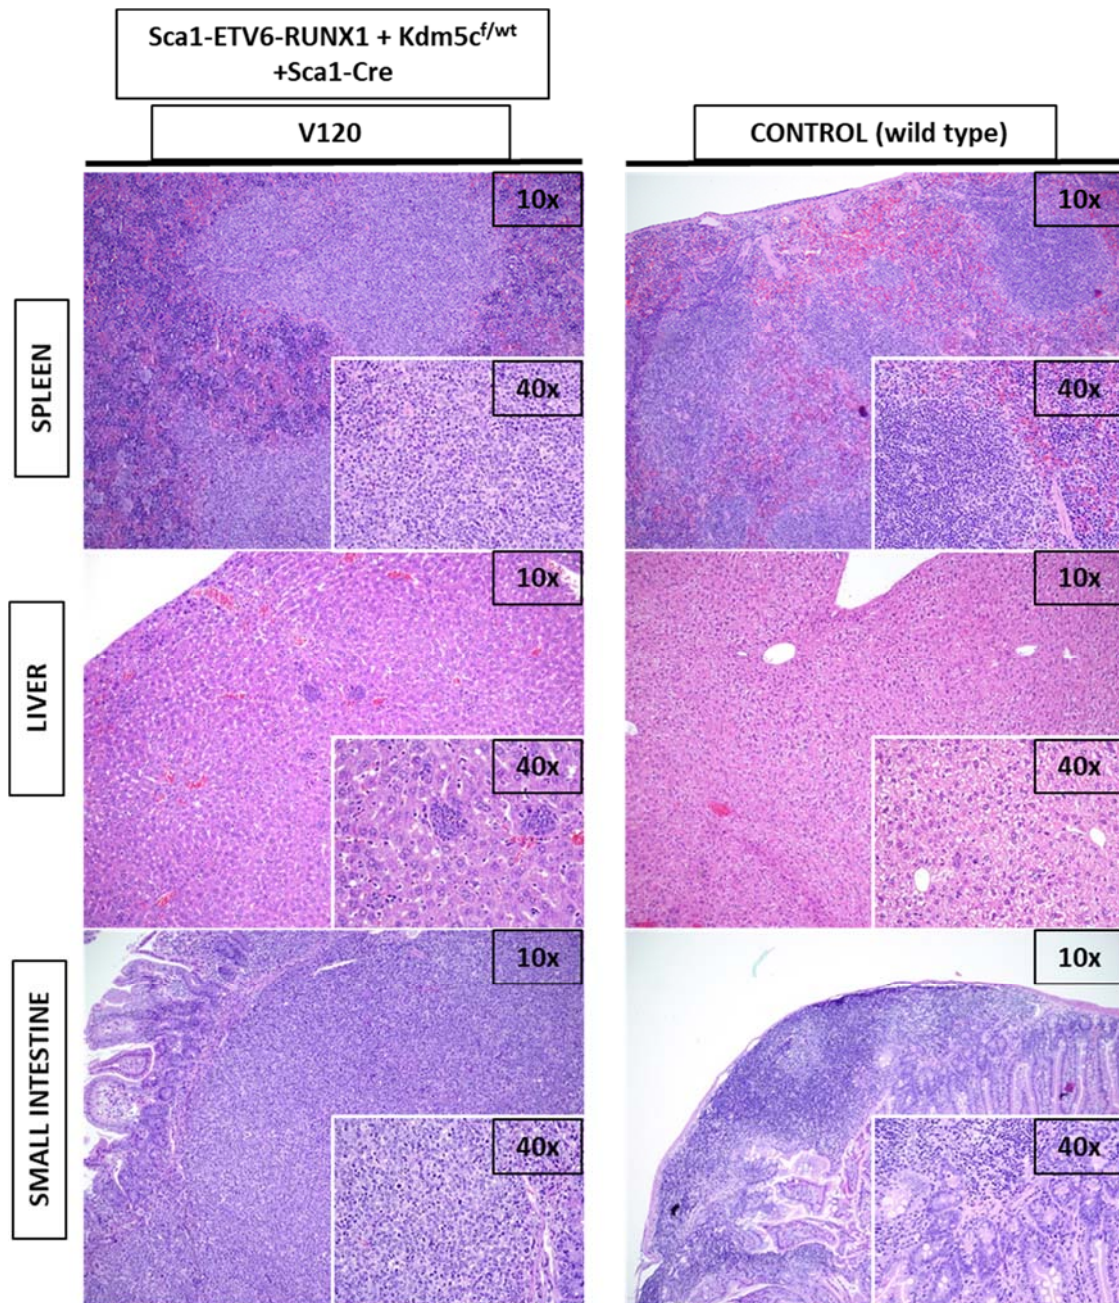 Sca1-ETV6-RUNX1 + Kdm5c^f/wt
+Sca1-Cre
V120
CONTROL (wild type)
SPLEEN
10x
40x
10x
40x
LIVER
10x
40x
10x
40x
SMALL INTESTINE
10x
40x
10x
40x